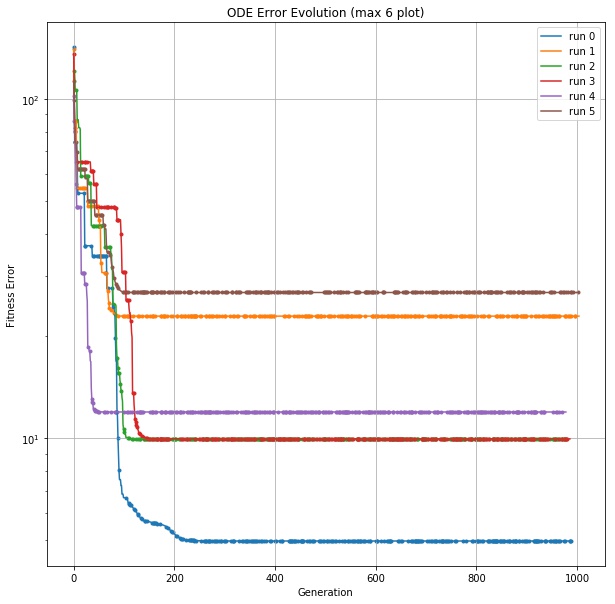 ODE Error Evolution (max 6 plot)
run 0
run 1
run 2
run 3
run 4
run 5
Fitness Error
10²
10¹
0
200
400
600
800
1000
Generation